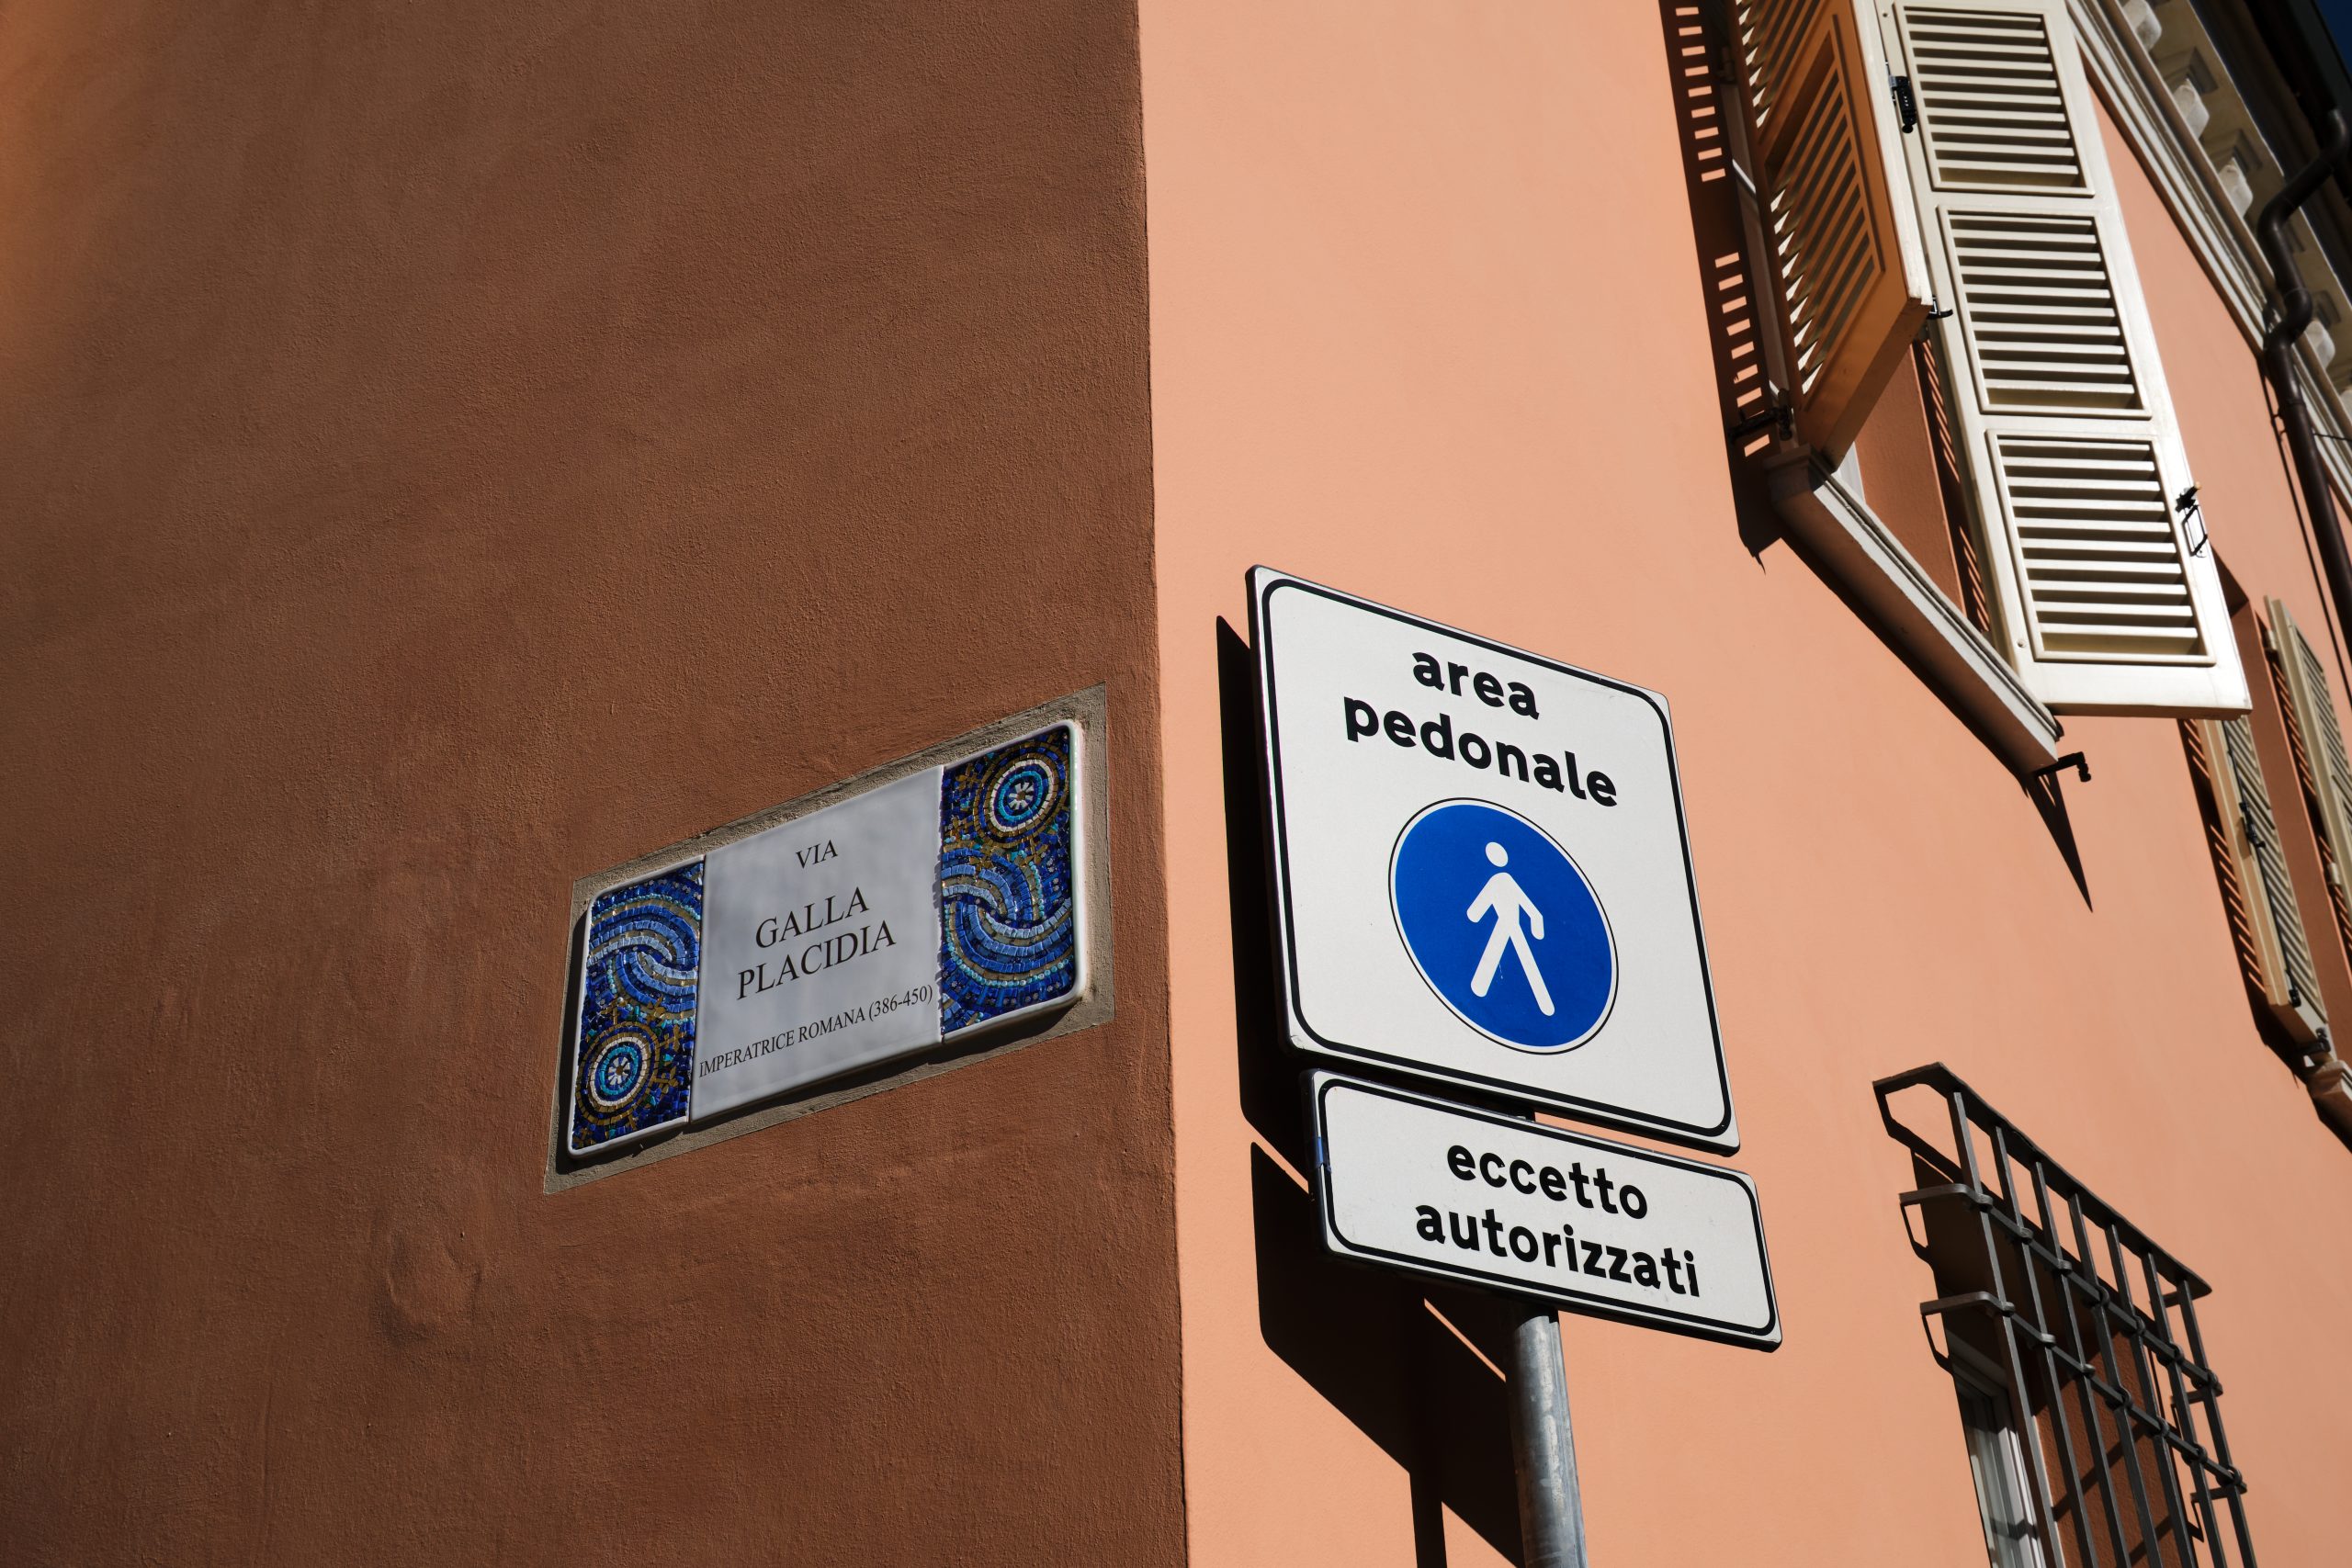 VIA
GALLA
PLACIDIA
IMPERATRICE ROMANA (386-450)
area
pedonale
eccetto
autorizzati